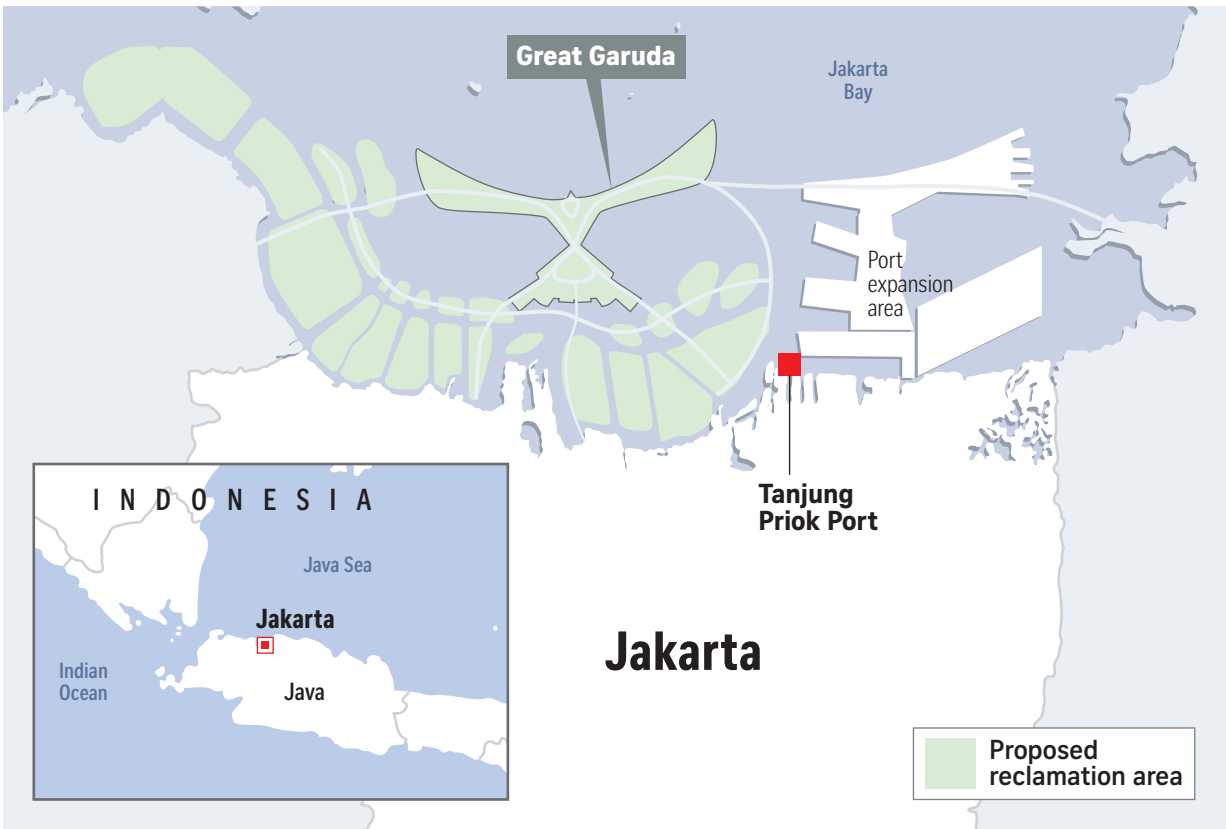 Great Garuda
Jakarta
Bay
Port
expansion
area
Tanjung
Priok Port
Jakarta
INDONESIA
Java Sea
Jakarta
Indian
Ocean
Java
Proposed
reclamation area